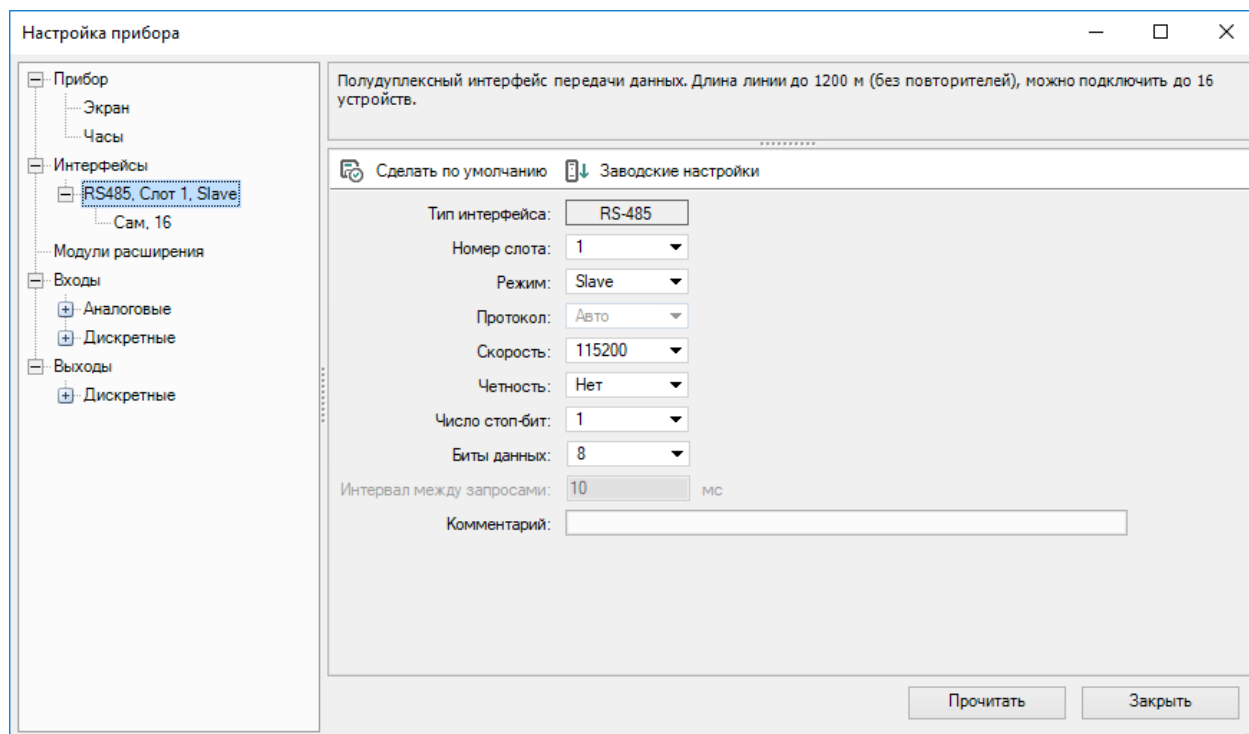 Настройка прибора
Прибор
Экран
Часы
Интерфейсы
RS485, Слот 1, Slave
Сам, 16
Модули расширения
Входы
Аналоговые
Дискретные
Выходы
Дискретные
Полудуплексный интерфейс передачи данных. Длина линии до 1200 м (без повторителей), можно подключить до 16
устройств.
Сделать по умолчанию Заводские настройки
Тип интерфейса: RS-485
Номер слота: 1
Режим: Slave
Протокол: Авто
Скорость: 115200
Четность: Нет
Число стоп-бит: 1
Биты данных: 8
Интервал между запросами: 10 мс
Комментарий:
Прочитать Закрыть